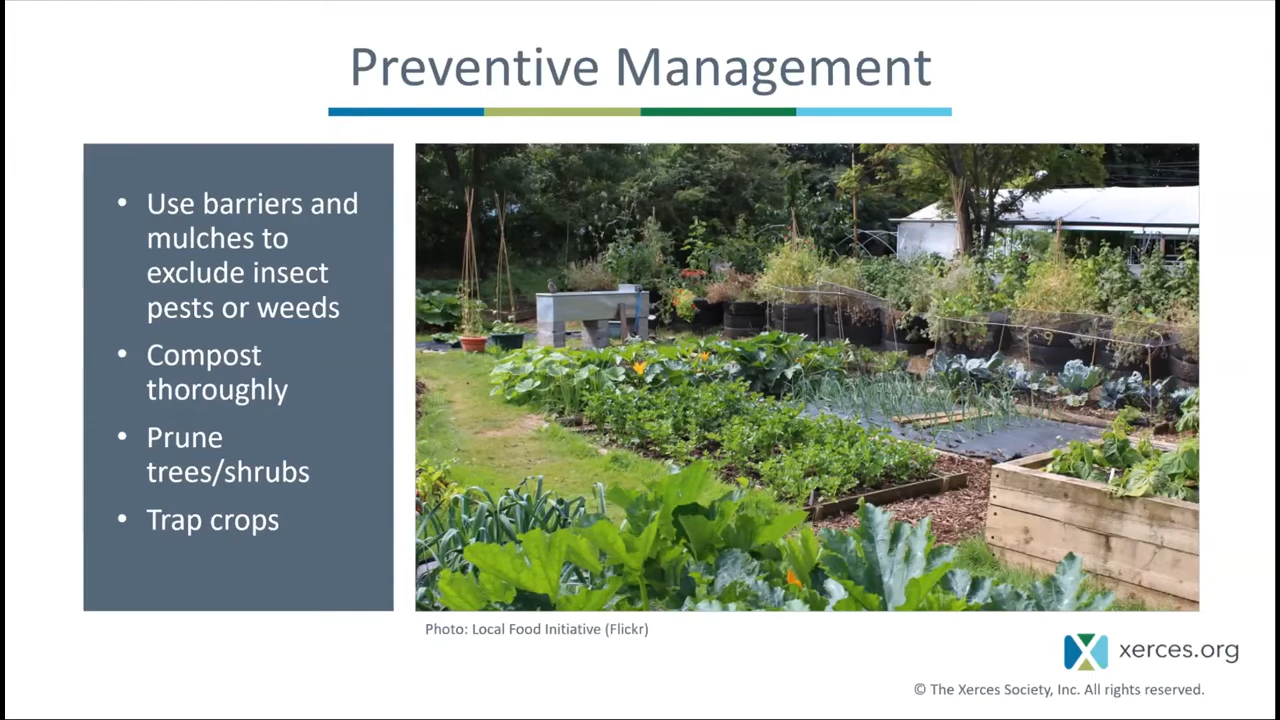 Preventive Management
• Use barriers and
mulches to
exclude insect
pests or weeds
• Compost
thoroughly
• Prune
trees/shrubs
• Trap crops
Photo: Local Food Initiative (Flickr)
xerces.org
© The Xerces Society, Inc. All rights reserved.